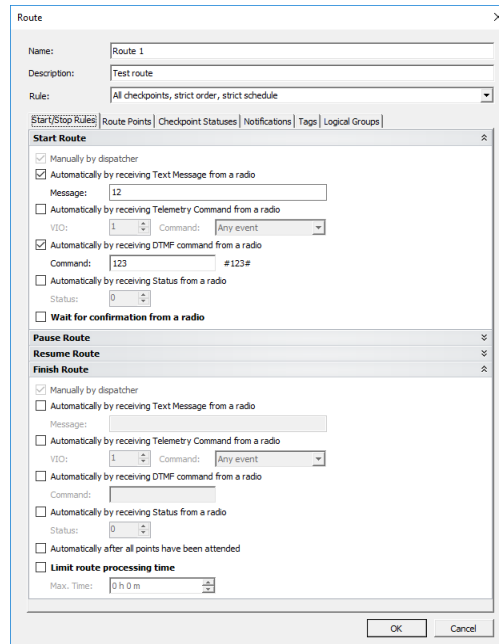 Route
Name: Route 1
Description: Test route
Rule: All checkpoints, strict order, strict schedule
Start/Stop Rules Route Points Checkpoint Statuses Notifications Tags Logical Groups
Start Route
Manually by dispatcher
Automatically by receiving Text Message from a radio
Message: 12
Automatically by receiving Telemetry Command from a radio
VIO: 1 Command: Any event
Automatically by receiving DTMF command from a radio
Command: 123 #123#
Automatically by receiving Status from a radio
Status: 0
Wait for confirmation from a radio
Pause Route
Resume Route
Finish Route
Manually by dispatcher
Automatically by receiving Text Message from a radio
Message:
Automatically by receiving Telemetry Command from a radio
VIO: 1 Command: Any event
Automatically by receiving DTMF command from a radio
Command:
Automatically by receiving Status from a radio
Status: 0
Automatically after all points have been attended
Limit route processing time
Max. Time: 0 h 0 m
OK Cancel